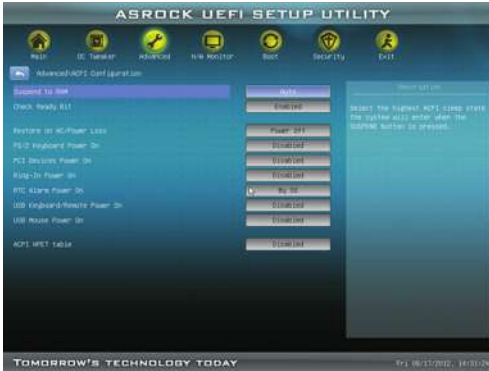 ASROCK UEFI SETUP UTILITY
Main OC Tweaker Advanced H/W Monitor Boot Security Exit
Advanced\ACPI Configuration
Description
Suspend to RAM Auto
Check Ready Bit Enabled
Select the highest ACPI sleep state
the system will enter when the
SUSPEND button is pressed.
Restore on AC/Power Loss Power Off
PS/2 Keyboard Power On Disabled
PCI Devices Power On Disabled
Ring-In Power On Disabled
RTC Alarm Power On By OS
USB Keyboard/Remote Power On Disabled
USB Mouse Power On Disabled
ACPI HPET table Disabled
TOMORROW'S TECHNOLOGY TODAY
Fri 08/17/2012,